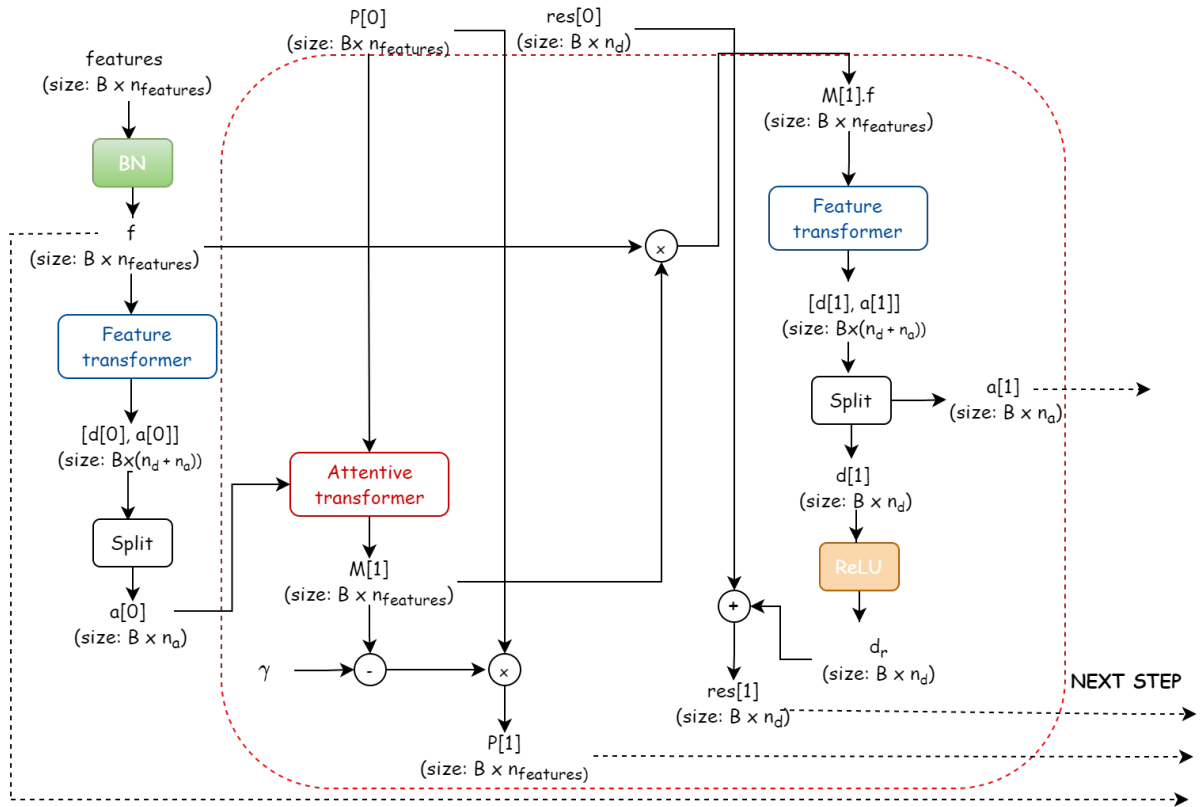 P[0]
(size: Bx n_features)
res[0]
(size: B x n_d)
features
(size: B x n_features)
BN
f
(size: B x n_features)
Feature
transformer
[d[0], a[0]]
(size: Bx(n_d + n_a))
Split
a[0]
(size: B x n_a)
Attentive
transformer
M[1]
(size: B x n_features)
γ
-
x
P[1]
(size: B x n_features)
x
M[1].f
(size: B x n_features)
Feature
transformer
[d[1], a[1]]
(size: Bx(n_d + n_a))
Split
a[1]
(size: B x n_a)
d[1]
(size: B x n_d)
ReLU
d_r
(size: B x n_d)
+
res[1]
(size: B x n_d)
NEXT STEP